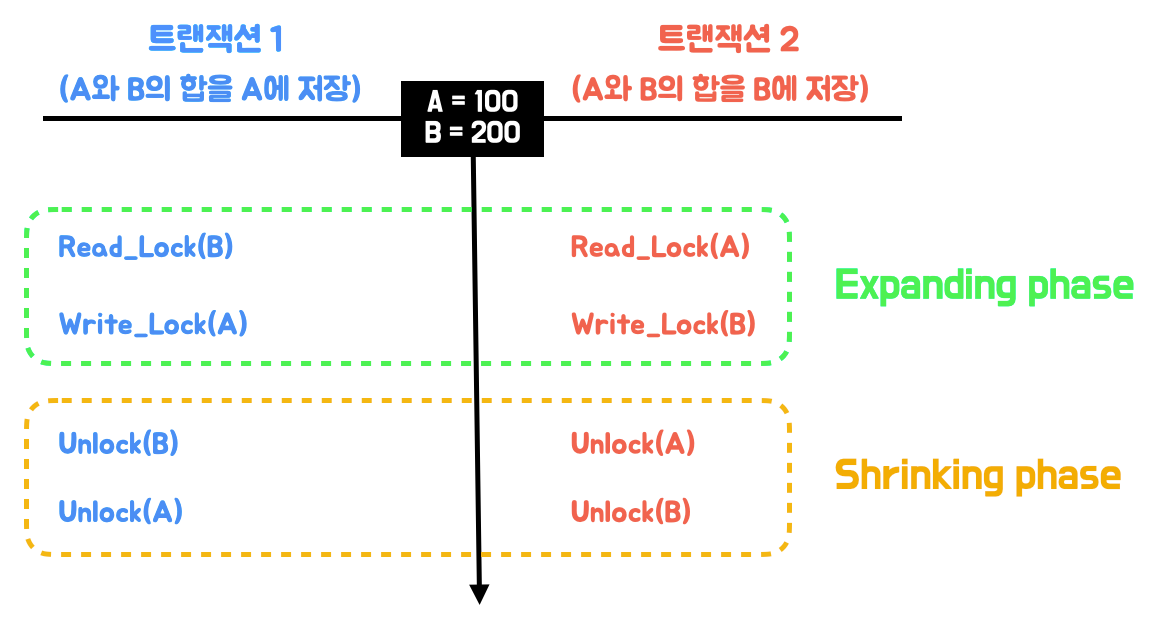 트랜잭션 1
트랜잭션 2
(A와 B의 합을 A에 저장)
(A와 B의 합을 B에 저장)
A = 100
B = 200
Read_Lock(B)
Read_Lock(A)
Expanding phase
Write_Lock(A)
Write_Lock(B)
Unlock(B)
Unlock(A)
Shrinking phase
Unlock(A)
Unlock(B)